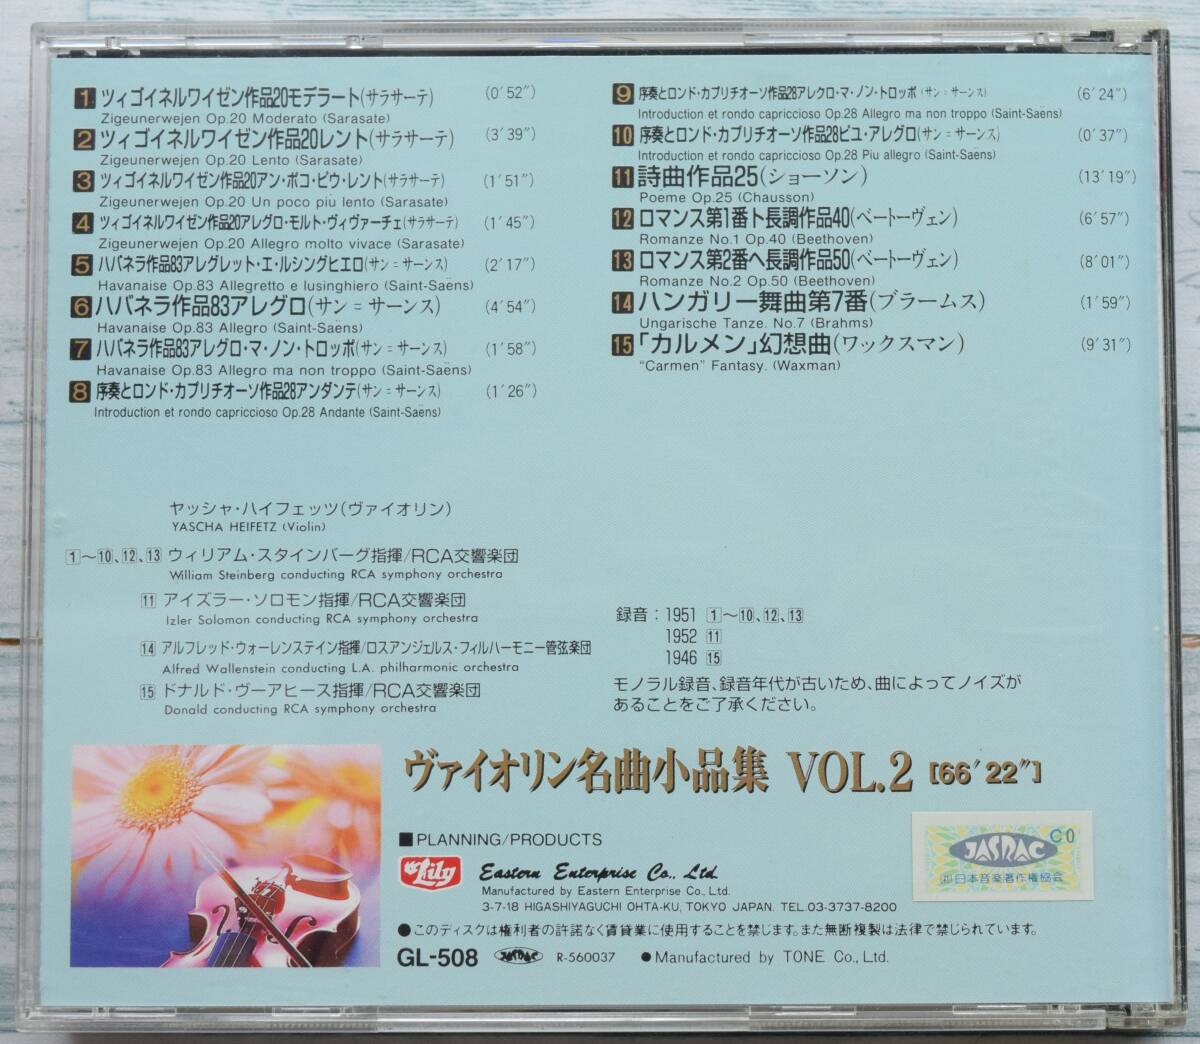 1 ツィゴイネルワイゼン作品20モデラート(サラサーテ) (0′52″)
Zigeunerwejen Op.20 Moderato (Sarasate)
2 ツィゴイネルワイゼン作品20レント(サラサーテ) (3′39″)
Zigeunerwejen Op.20 Lento (Sarasate)
3 ツィゴイネルワイゼン作品20アン・ポコ・ピウ・レント(サラサーテ) (1′51″)
Zigeunerwejen Op.20 Un poco più lento (Sarasate)
4 ツィゴイネルワイゼン作品20アレグロ・モルト・ヴィヴァーチェ(サラサーテ) (1′45″)
Zigeunerwejen Op.20 Allegro molto vivace (Sarasate)
5 ハバネラ作品83アレグレット・エ・ルシングヒエロ(サン=サーンス) (2′17″)
Havanaise Op.83 Allegretto e lusinghiero (Saint-Saëns)
6 ハバネラ作品83アレグロ(サン=サーンス) (4′54″)
Havanaise Op.83 Allegro (Saint-Saëns)
7 ハバネラ作品83アレグロ・マ・ノン・トロッポ(サン=サーンス) (1′58″)
Havanaise Op.83 Allegro ma non troppo (Saint-Saëns)
8 序奏とロンド・カプリチオーソ作品28アンダンテ(サン=サーンス) (1′26″)
Introduction et rondo capriccioso Op.28 Andante (Saint-Saëns)
9 序奏とロンド・カプリチオーソ作品28アレクロ・マ・ノン・トロッポ(サン=サーンス) (6′24″)
Introduction et rondo capriccioso Op.28 Allegro ma non troppo (Saint-Saëns)
10 序奏とロンド・カプリチオーソ作品28ピユ・アレグロ(サン=サーンス) (0′37″)
Introduction et rondo capriccioso Op.28 Piu allegro (Saint-Saëns)
11 詩曲作品25(ショーソン) (13′19″)
Poeme Op.25 (Chausson)
12 ロマンス第1番ト長調作品40(ベートーヴェン) (6′57″)
Romanze No.1 Op.40 (Beethoven)
13 ロマンス第2番ヘ長調作品50(ベートーヴェン) (8′01″)
Romanze No.2 Op.50 (Beethoven)
14 ハンガリー舞曲第7番(ブラームス) (1′59″)
Ungarische Tanze. No.7 (Brahms)
15 「カルメン」幻想曲(ワックスマン) (9′31″)
"Carmen" Fantasy. (Waxman)
ヤッシャ・ハイフェッツ(ヴァイオリン)
YASCHA HEIFETZ (Violin)
1〜10、12、13 ウィリアム・スタインバーグ指揮/RCA交響楽団
William Steinberg conducting RCA symphony orchestra
11 アイズラー・ソロモン指揮/RCA交響楽団
Izler Solomon conducting RCA symphony orchestra
14 アルフレッド・ウォーレンステイン指揮/ロスアンジェルス・フィルハーモニー管弦楽団
Alfred Wallenstein conducting L.A. philharmonic orchestra
15 ドナルド・ヴーアヒース指揮/RCA交響楽団
Donald conducting RCA symphony orchestra
録音:1951 1〜10、12、13
1952 11
1946 15
モノラル録音、録音年代が古いため、曲によってノイズが
あることをご了承ください。
ヴァイオリン名曲小品集 VOL.2 [66′22″]
■PLANNING/PRODUCTS
Lily Eastern Enterprise Co., Ltd.
Manufactured by Eastern Enterprise Co., Ltd.
3-7-18 HIGASHIYAGUCHI OHTA-KU, TOKYO JAPAN. TEL.03-3737-8200
CO
JASRAC
(社)日本音楽著作権協会
●このディスクは権利者の許諾なく賃貸業に使用することを禁じます。また無断複製は法律で禁じられています。
GL-508 JASRAC R-560037 ●Manufactured by TONE Co., Ltd.